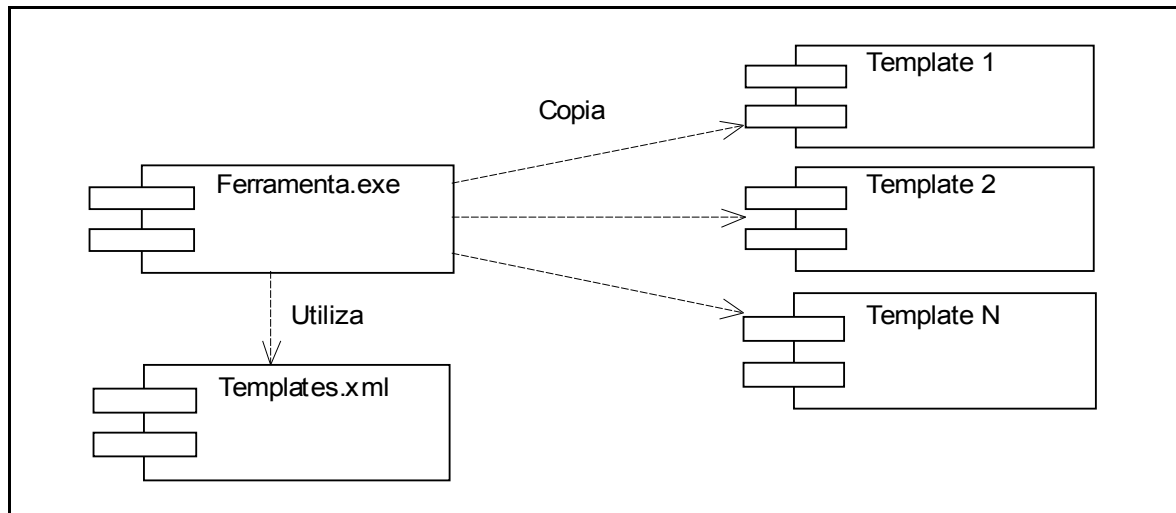 Template 1
Copia
Ferramenta.exe
Template 2
Utiliza
Template N
Templates.xml